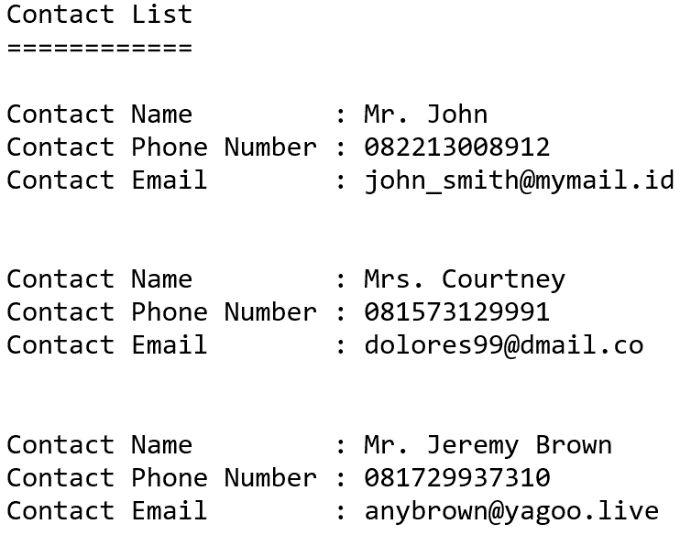 Contact List
============
Contact Name : Mr. John
Contact Phone Number : 082213008912
Contact Email : john_smith@mymail.id
Contact Name : Mrs. Courtney
Contact Phone Number : 081573129991
Contact Email : dolores99@dmail.co
Contact Name : Mr. Jeremy Brown
Contact Phone Number : 081729937310
Contact Email : anybrown@yagoo.live